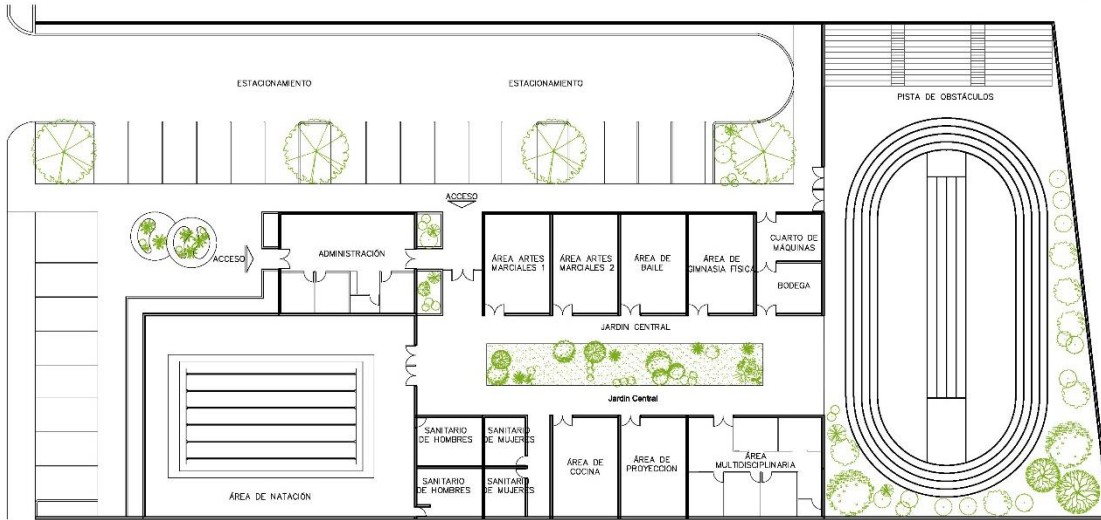 ESTACIONAMIENTO
ESTACIONAMIENTO
PISTA DE OBSTÁCULOS
ACCESO
ACCESO
ADMINISTRACIÓN
ÁREA ARTES
MARCIALES 1
ÁREA ARTES
MARCIALES 2
ÁREA DE
BAILE
ÁREA DE
GIMNASIA FÍSICA
CUARTO DE
MÁQUINAS
BODEGA
JARDIN CENTRAL
Jardin Central
SANITARIO
DE HOMBRES
SANITARIO
DE MUJERES
SANITARIO
DE HOMBRES
SANITARIO
DE MUJERES
ÁREA DE
COCINA
ÁREA DE
PROYECCIÓN
ÁREA
MULTIDISCIPLINARIA
ÁREA DE NATACIÓN